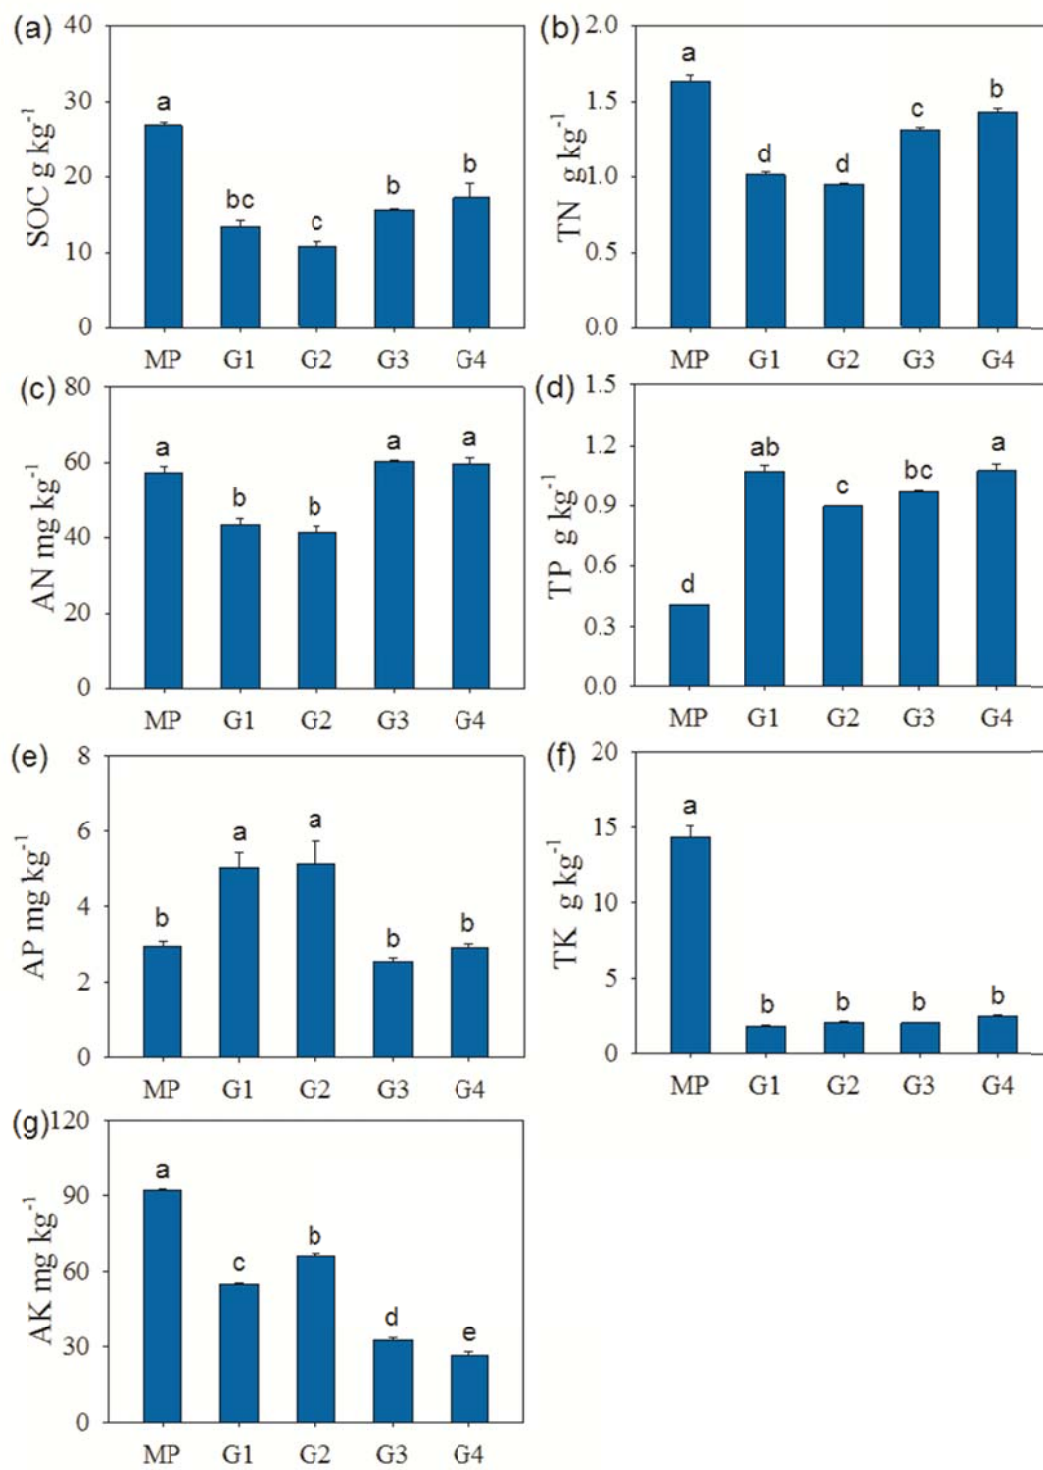 (a)
SOC g kg⁻¹
40
30
20
10
0
a
bc
c
b
b
MP G1 G2 G3 G4
(b)
TN g kg⁻¹
2.0
1.5
1.0
0.5
0.0
a
d
d
c
b
MP G1 G2 G3 G4
(c)
AN mg kg⁻¹
80
60
40
20
0
a
b
b
a
a
MP G1 G2 G3 G4
(d)
TP g kg⁻¹
1.5
1.2
0.9
0.6
0.3
0.0
d
ab
c
bc
a
MP G1 G2 G3 G4
(e)
AP mg kg⁻¹
8
6
4
2
0
b
a
a
b
b
MP G1 G2 G3 G4
(f)
TK g kg⁻¹
20
15
10
5
0
a
b
b
b
b
MP G1 G2 G3 G4
(g)
AK mg kg⁻¹
120
90
60
30
0
a
c
b
d
e
MP G1 G2 G3 G4